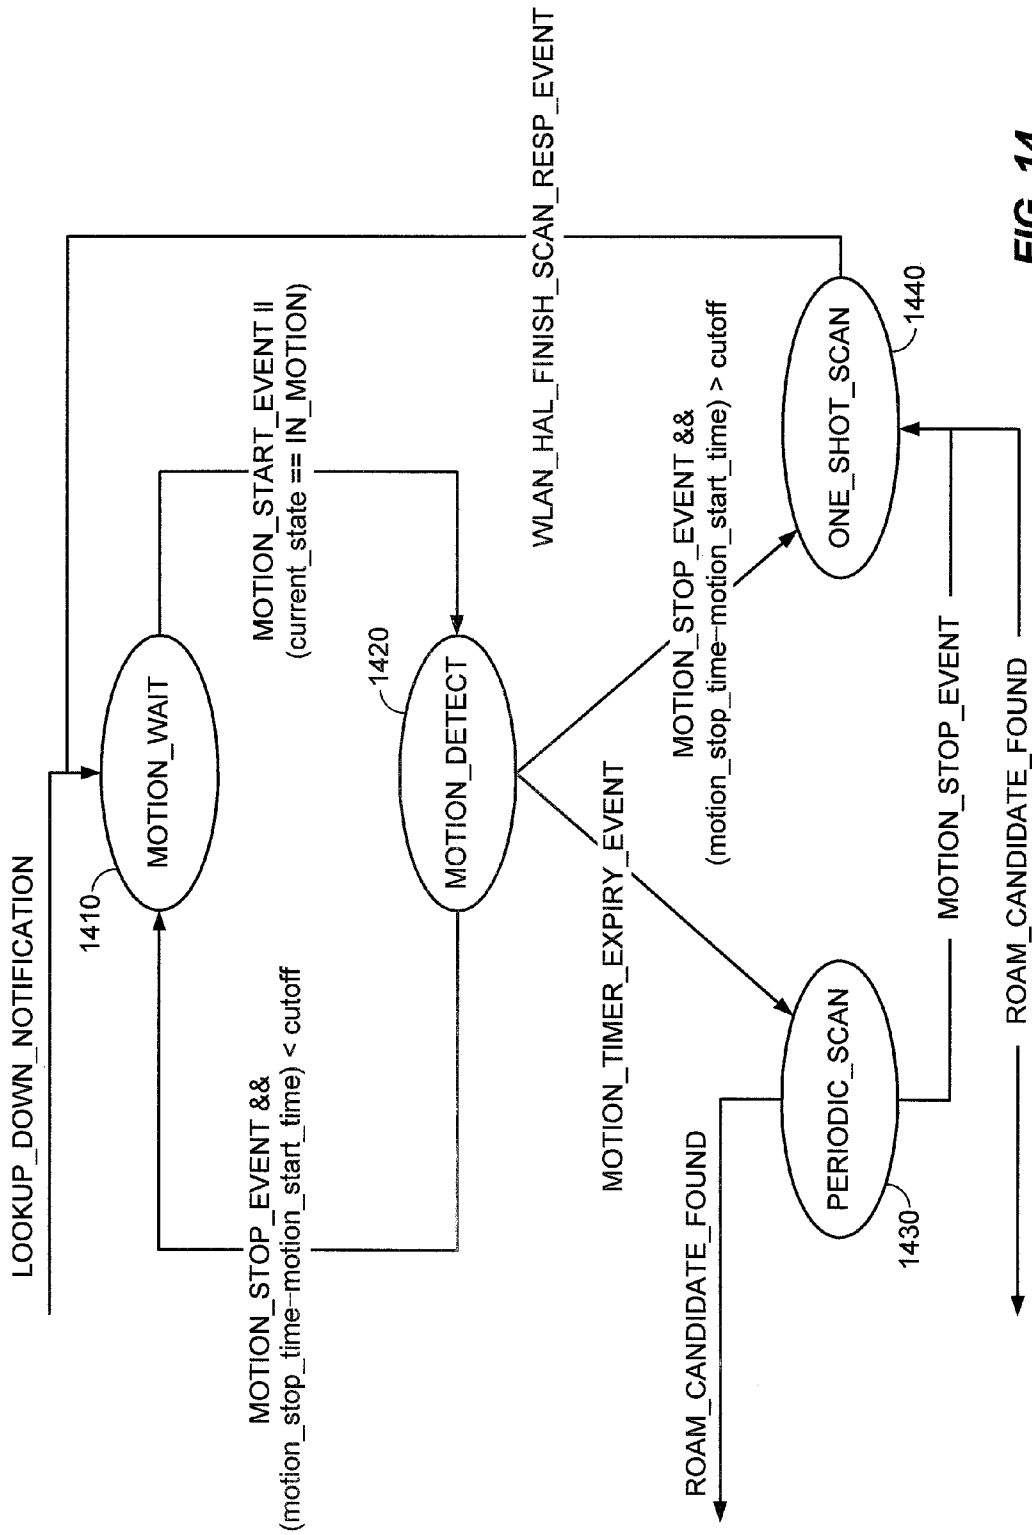 LOOKUP_DOWN_NOTIFICATION
1410
MOTION_WAIT
MOTION_STOP_EVENT &&
(motion_stop_time--motion_start_time) < cutoff
MOTION_START_EVENT II
(current_state == IN_MOTION)
1420
MOTION_DETECT
WLAN_HAL_FINISH_SCAN_RESP_EVENT
MOTION_TIMER_EXPIRY_EVENT
MOTION_STOP_EVENT &&
(motion_stop_time--motion_start_time) > cutoff
ROAM_CANDIDATE_FOUND
PERIODIC_SCAN
1430
ONE_SHOT_SCAN
1440
MOTION_STOP_EVENT
ROAM_CANDIDATE_FOUND
FIG. 14